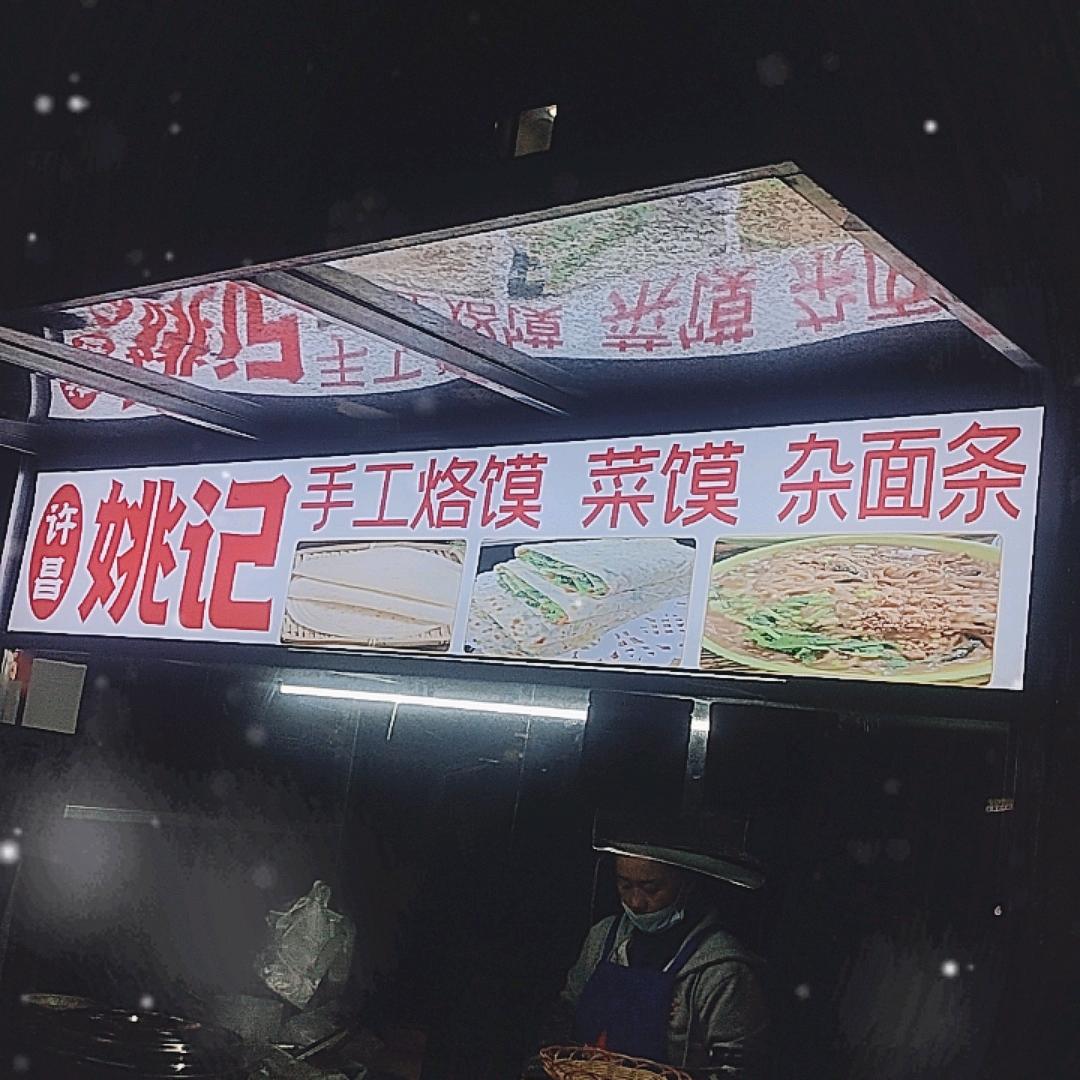 许昌
姚记
手工烙馍 菜馍 杂面条